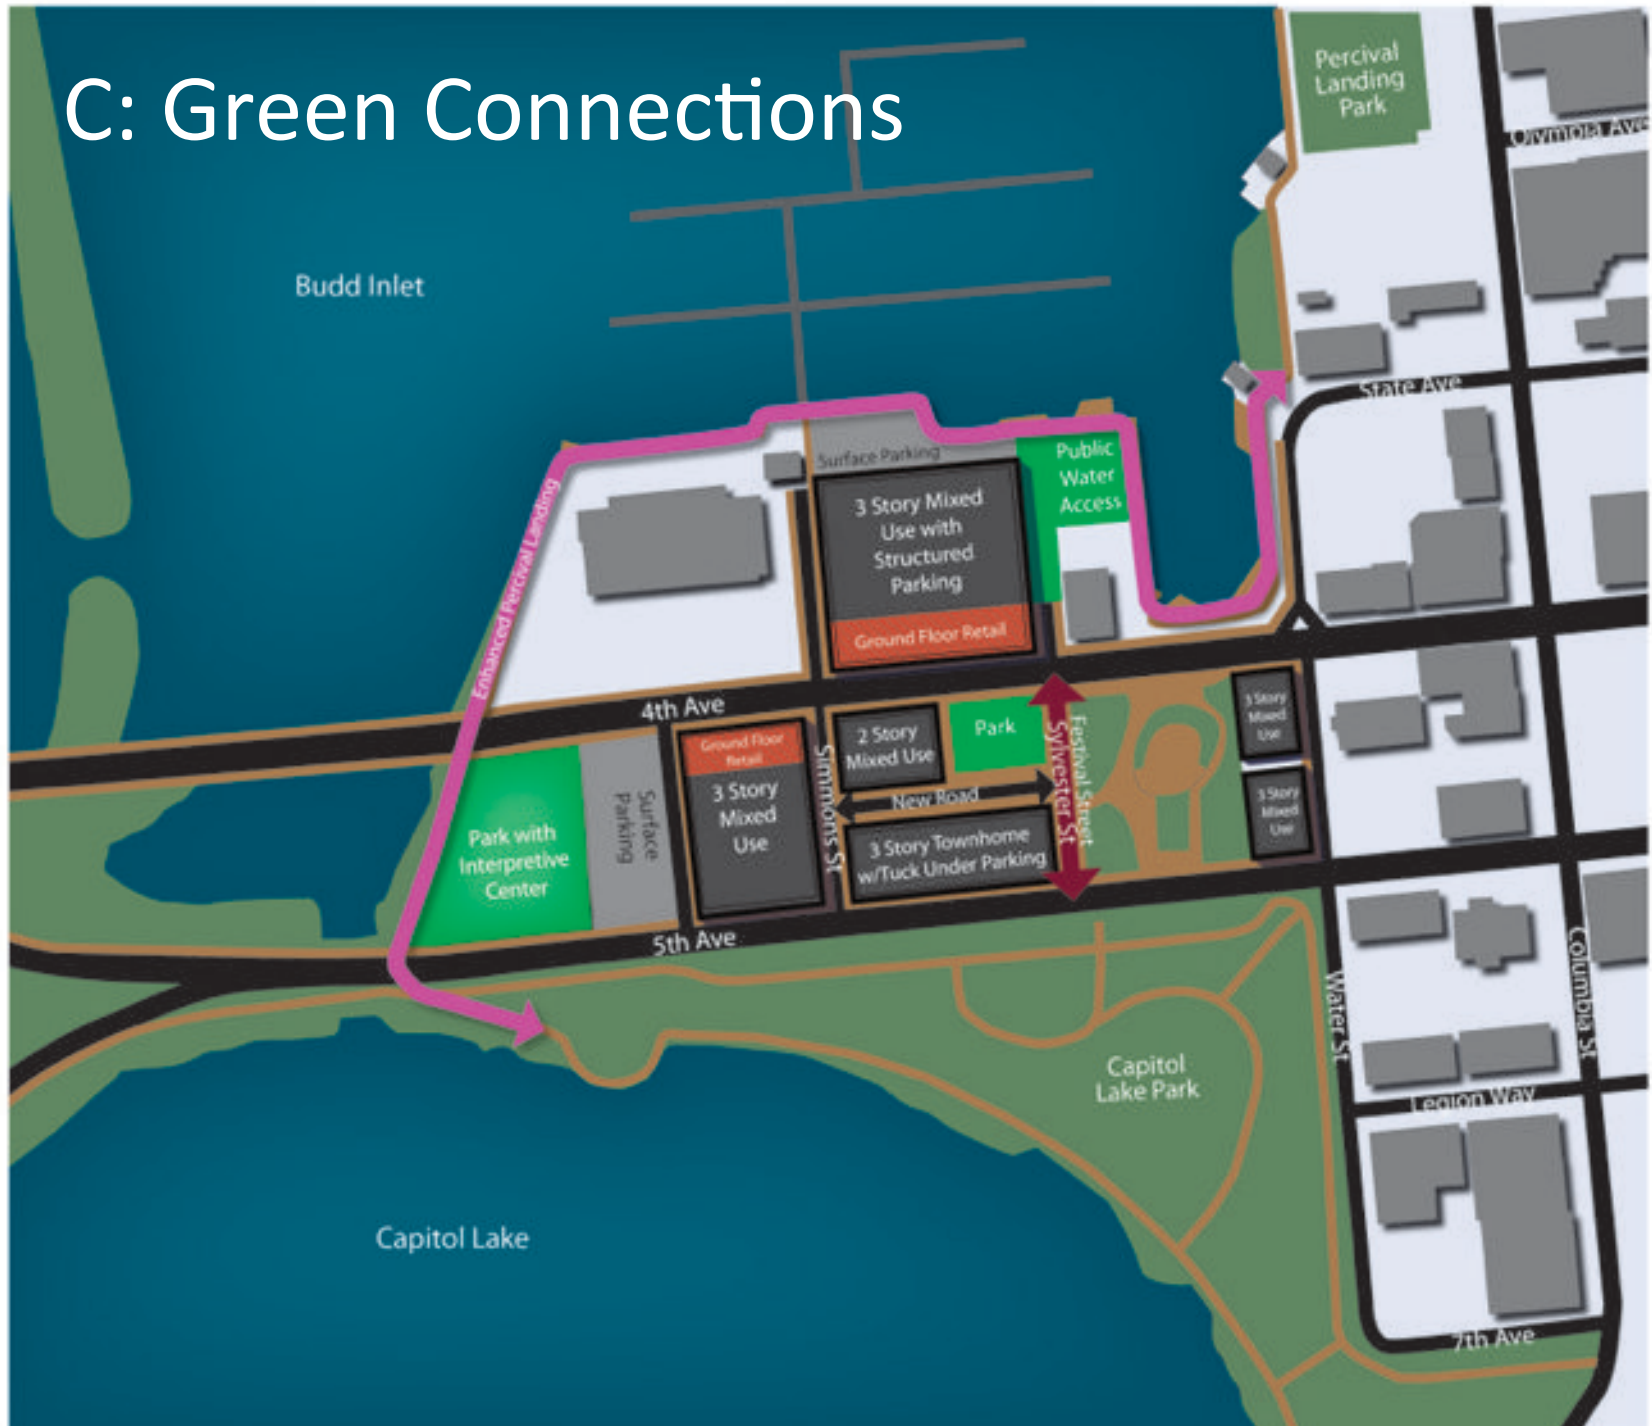 C: Green Connections
Percival
Landing
Park
Olympia Ave
Budd Inlet
State Ave
Surface Parking
Public
Water
Access
3 Story Mixed
Use with
Structured
Parking
Ground Floor Retail
Enhanced Percival Landing
4th Ave
Ground Floor
Retail
3 Story
Mixed
Use
Simmons St
2 Story
Mixed Use
Park
Sylvester St
Festival Street
3 Story
Mixed
Use
New Road
3 Story
Mixed
Use
Surface
Parking
Park with
Interpretive
Center
3 Story Townhome
w/Tuck Under Parking
5th Ave
Water St
Columbia St
Capitol
Lake Park
Legion Way
Capitol Lake
7th Ave